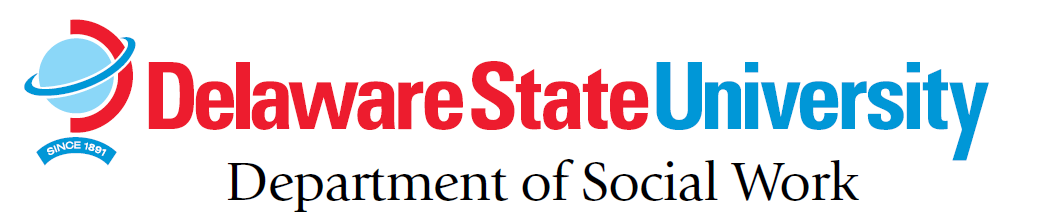 Delaware State University
SINCE 1891
Department of Social Work